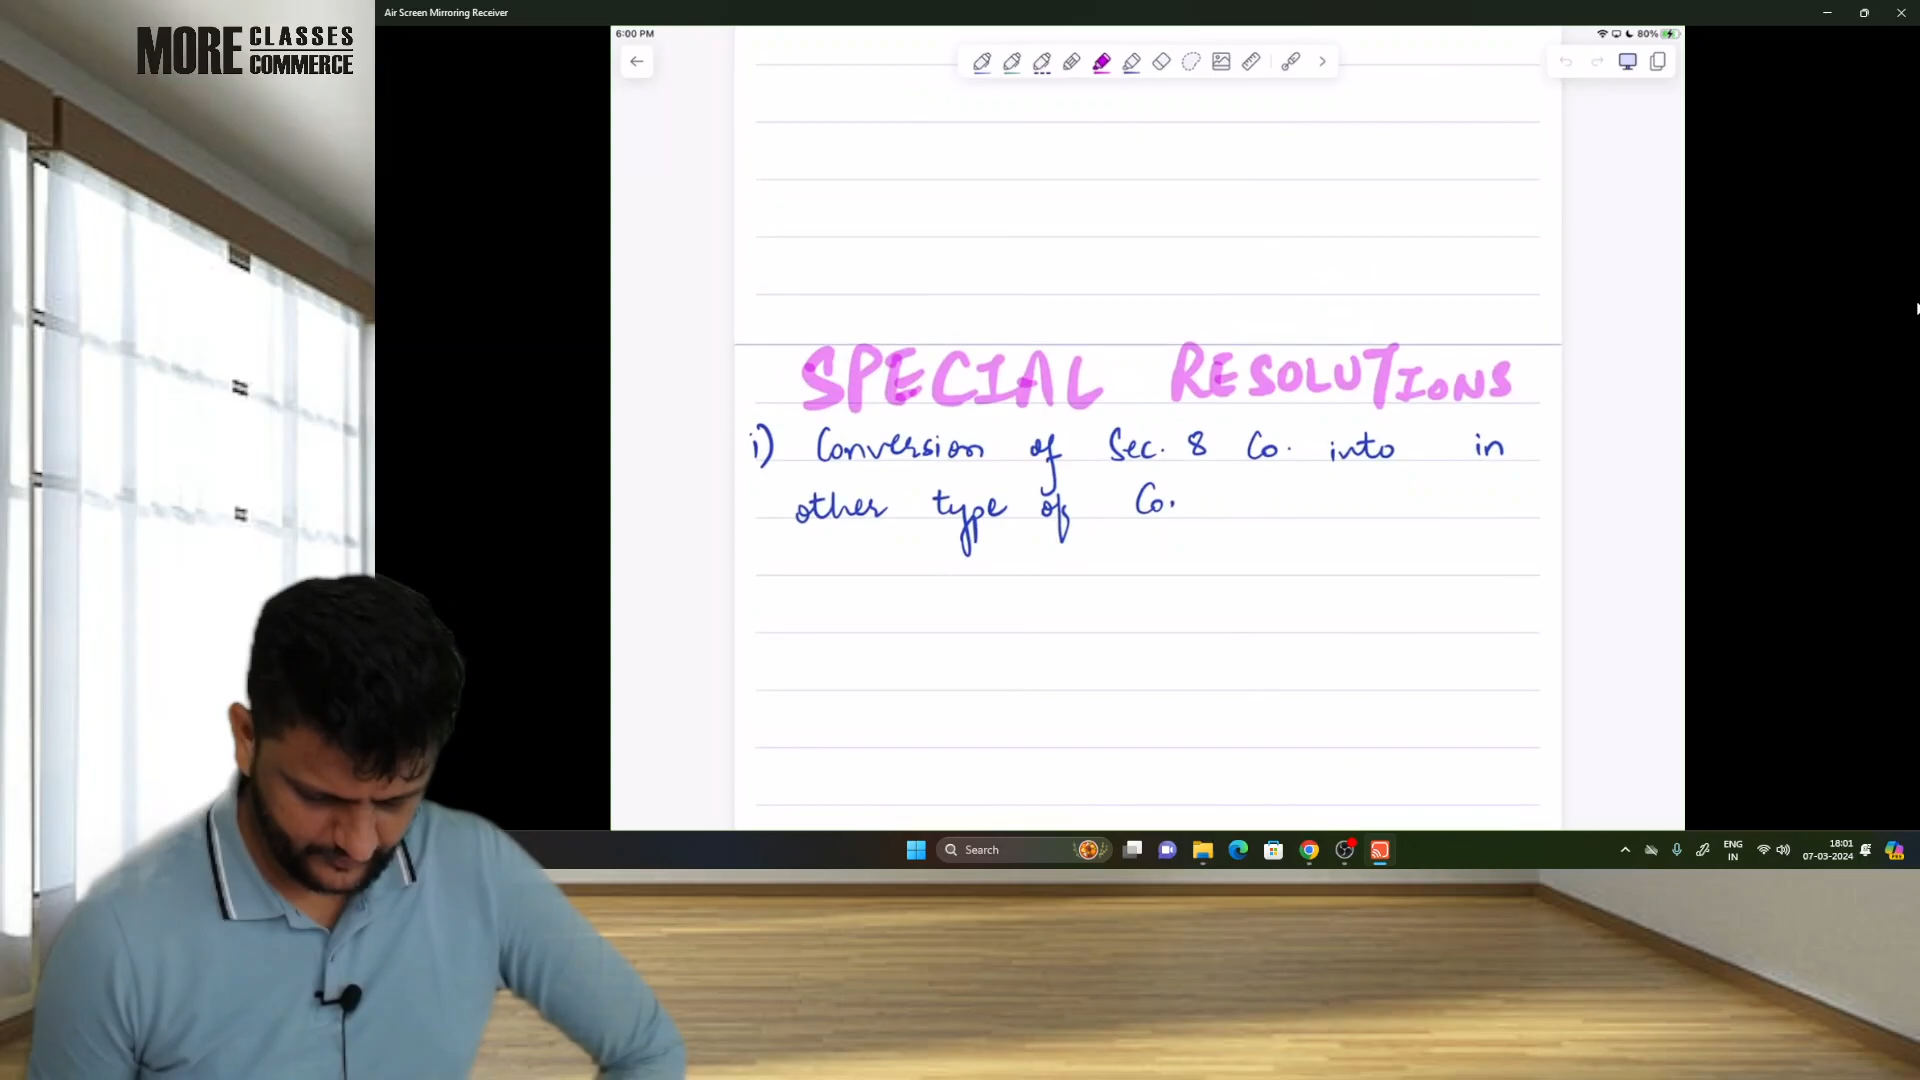 Air Screen Mirroring Receiver
MORE CLASSES COMMERCE
6:00 PM
80%
SPECIAL RESOLUTIONS
i) Conversion of Sec. 8 Co. into in
other type of Co.
Search
ENG
IN
18:01
07-03-2024